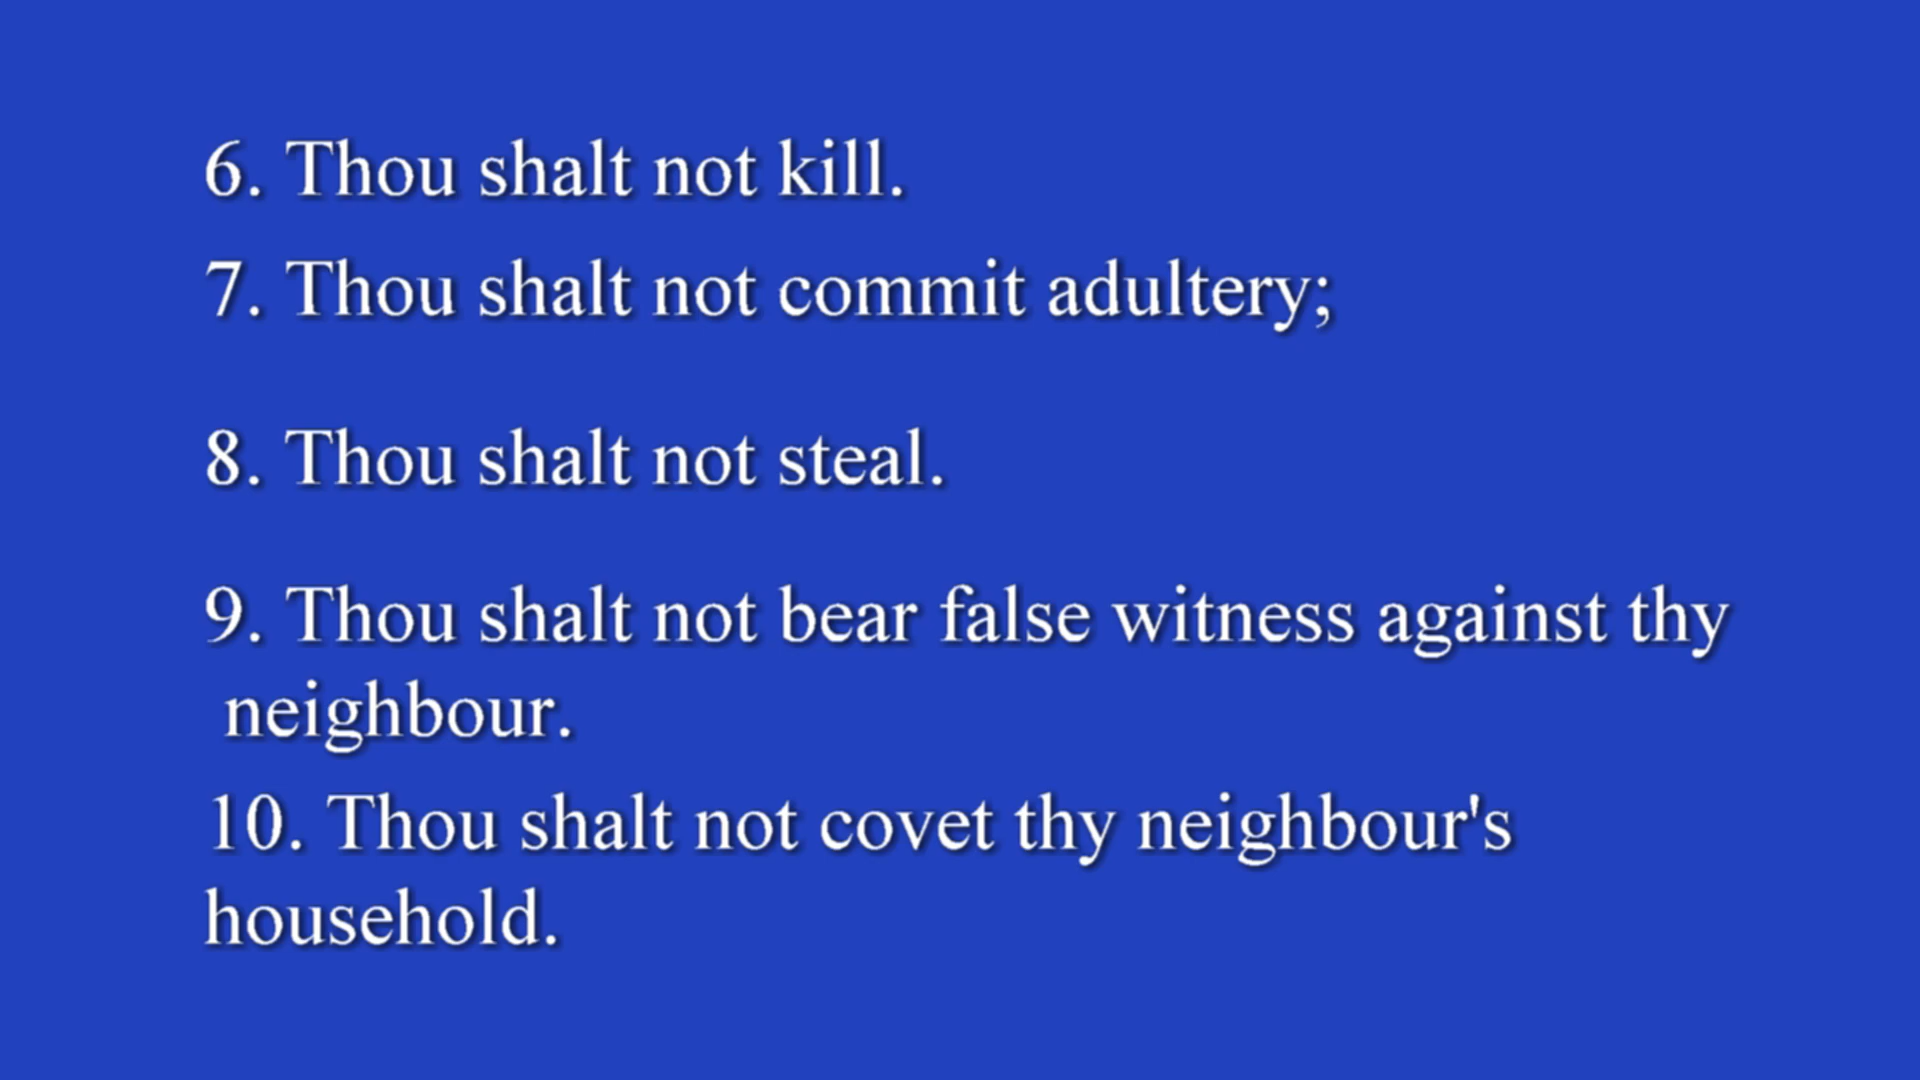 6. Thou shalt not kill.
7. Thou shalt not commit adultery;
8. Thou shalt not steal.
9. Thou shalt not bear false witness against thy
neighbour.
10. Thou shalt not covet thy neighbour's
household.